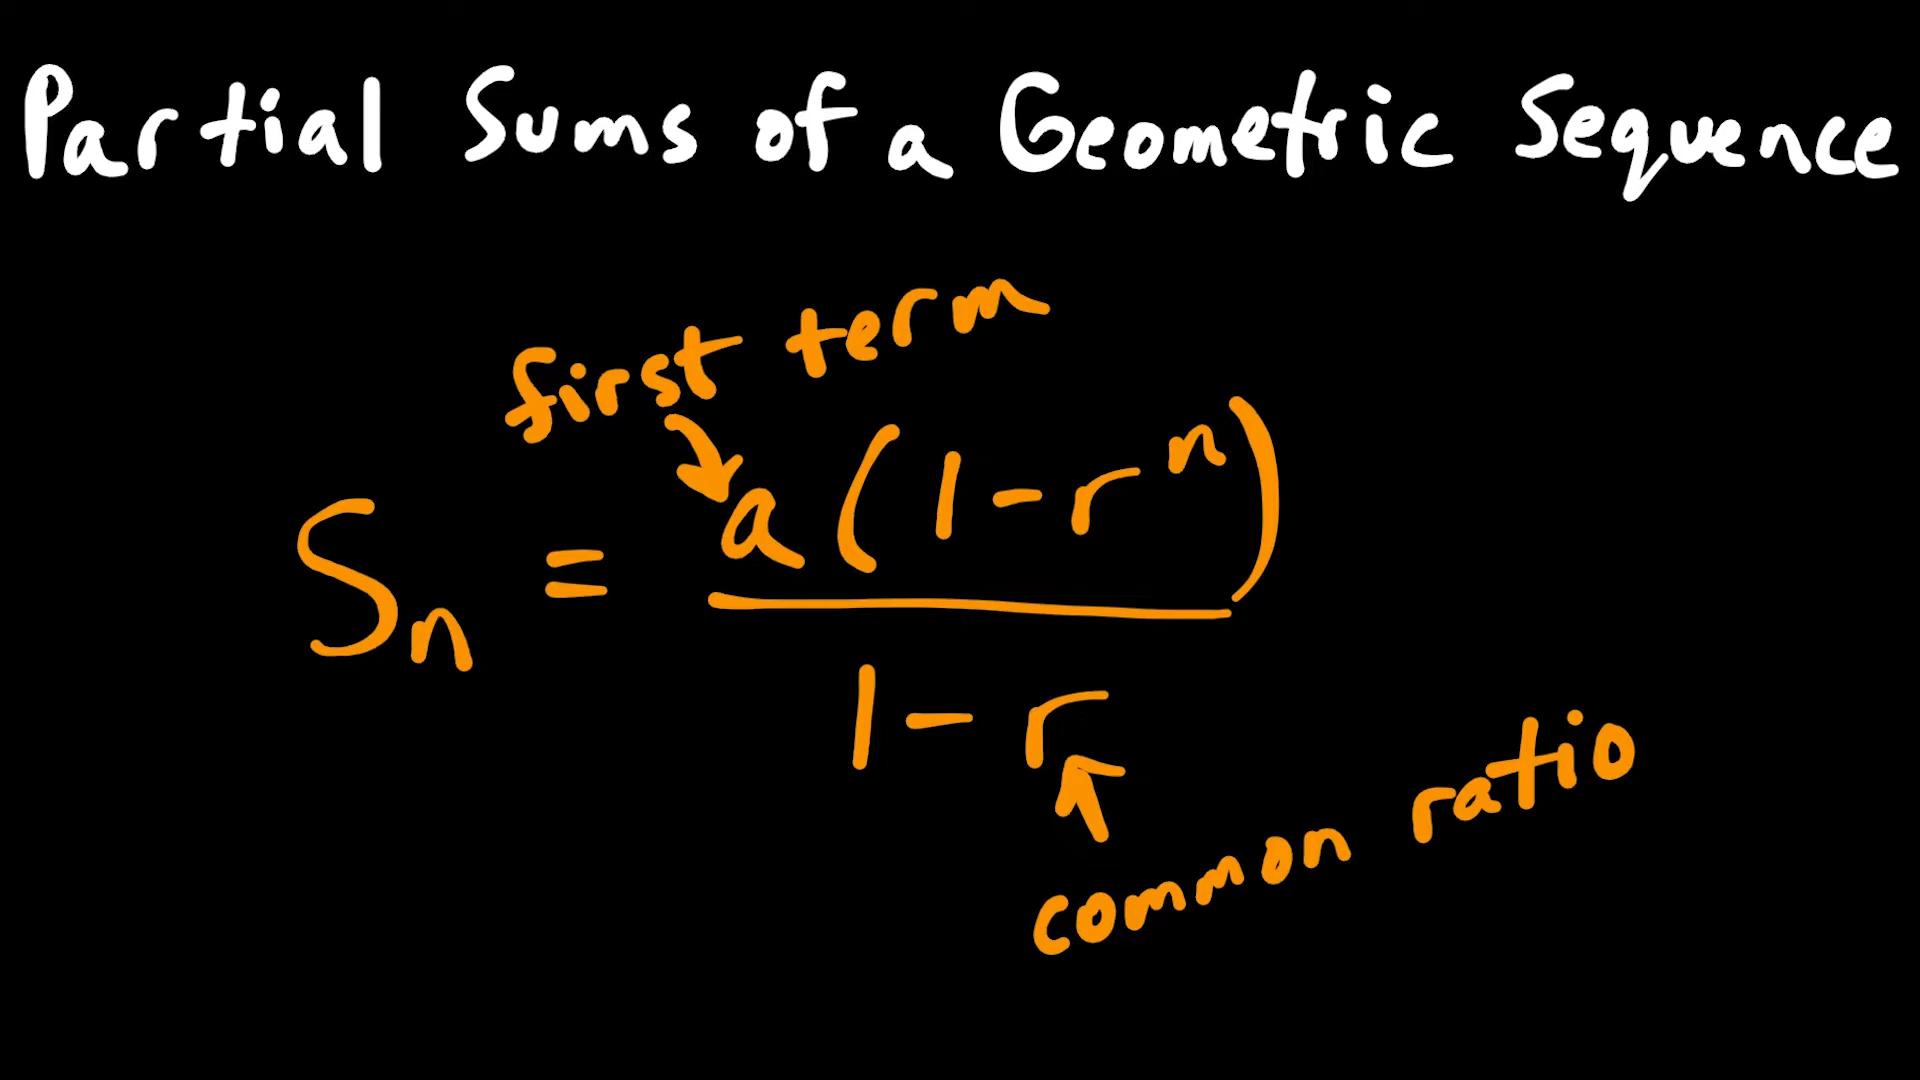 Partial Sums of a Geometric Sequence
first term
Sn = a(1-r^n)
1-r
common ratio